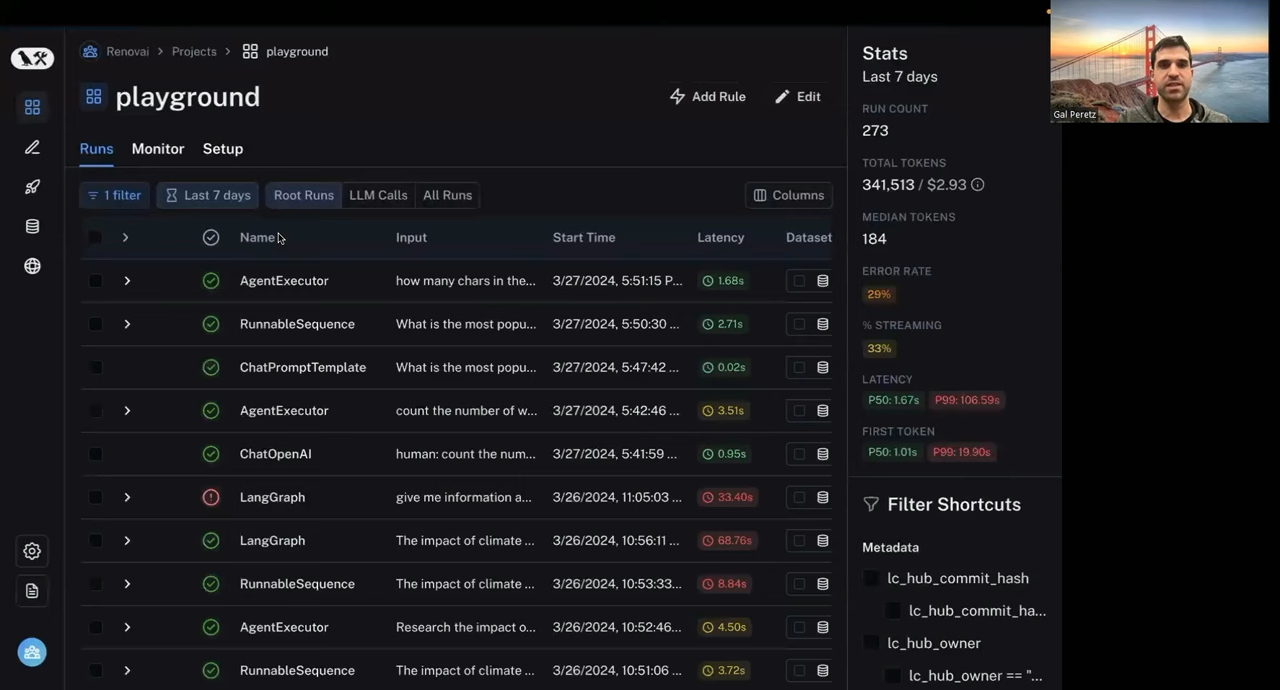 Renovai > Projects > playground
playground
Add Rule
Edit
Runs Monitor Setup
1 filter
Last 7 days
Root Runs LLM Calls All Runs
Columns
Name Input Start Time Latency Dataset
AgentExecutor how many chars in the... 3/27/2024, 5:51:15 P... 1.68s
RunnableSequence What is the most popu... 3/27/2024, 5:50:30 ... 2.71s
ChatPromptTemplate What is the most popu... 3/27/2024, 5:47:42 ... 0.02s
AgentExecutor count the number of w... 3/27/2024, 5:42:46 ... 3.51s
ChatOpenAI human: count the num... 3/27/2024, 5:41:59 ... 0.95s
LangGraph give me information a... 3/26/2024, 11:05:03 ... 33.40s
LangGraph The impact of climate ... 3/26/2024, 10:56:11 ... 68.76s
RunnableSequence The impact of climate ... 3/26/2024, 10:53:33... 8.84s
AgentExecutor Research the impact o... 3/26/2024, 10:52:46... 4.50s
RunnableSequence The impact of climate ... 3/26/2024, 10:51:06 ... 3.72s
Stats
Last 7 days
RUN COUNT
273
TOTAL TOKENS
341,513 / $2.93
MEDIAN TOKENS
184
ERROR RATE
29%
% STREAMING
33%
LATENCY
P50: 1.67s P99: 106.59s
FIRST TOKEN
P50: 1.01s P99: 19.90s
Filter Shortcuts
Metadata
lc_hub_commit_hash
lc_hub_commit_ha...
lc_hub_owner
lc_hub_owner == "...
Gal Peretz